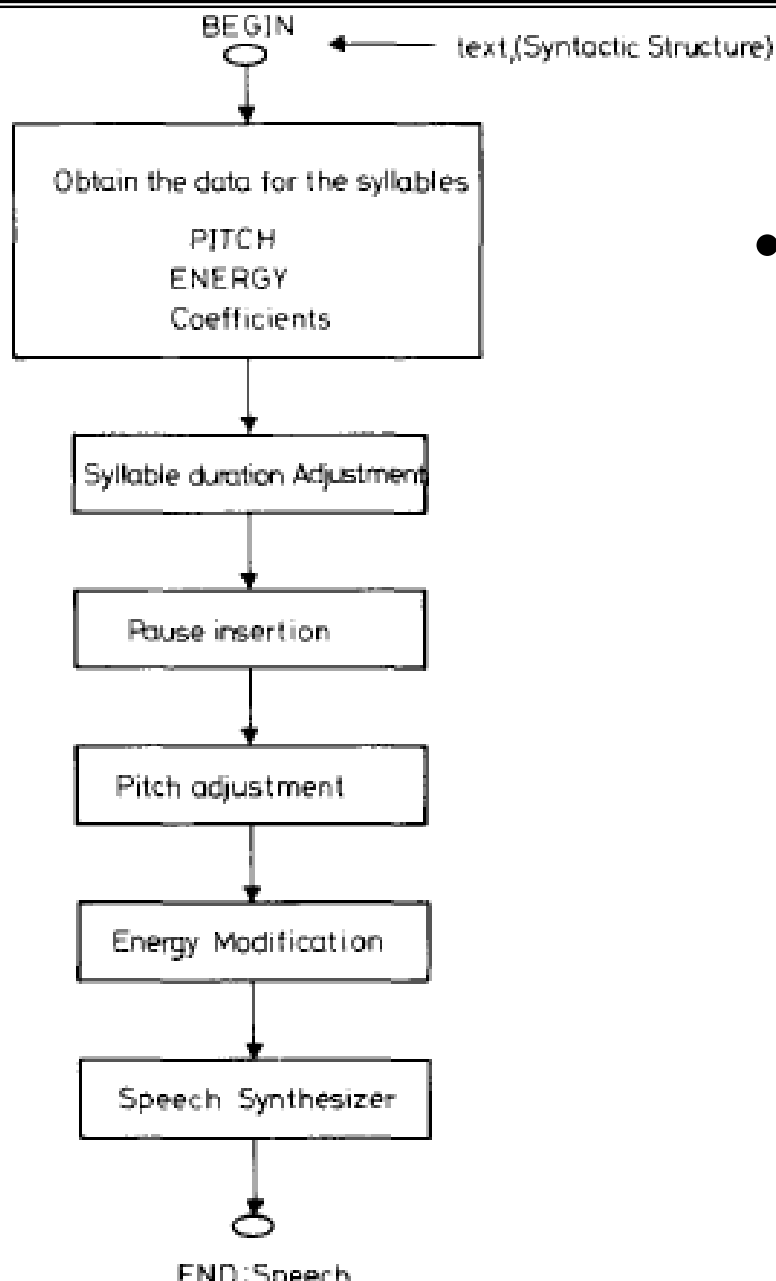 BEGIN
text,(Syntactic Structure)
Obtain the data for the syllables
PITCH
ENERGY
Coefficients
Syllable duration Adjustment
Pause insertion
Pitch adjustment
Energy Modification
Speech Synthesizer
END:Speech